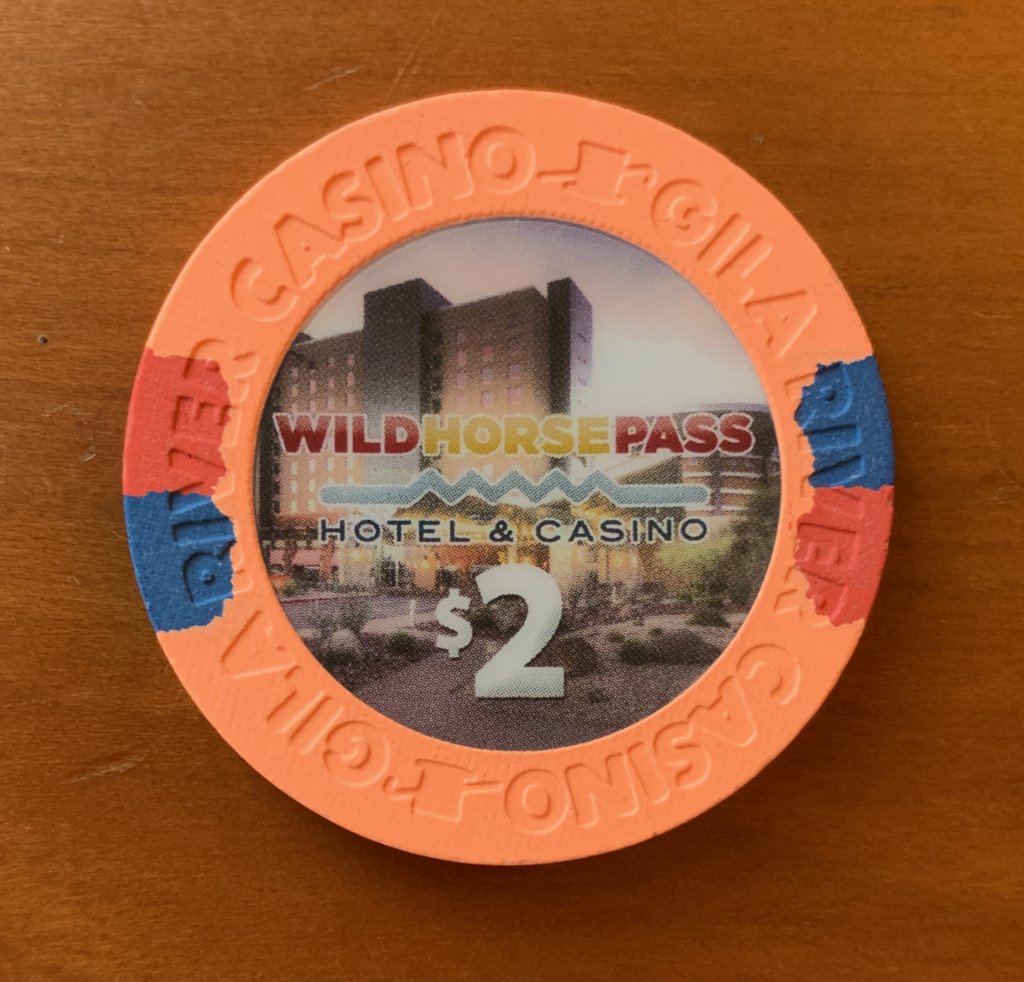 GILA RIVER CASINO
WILDHORSEPASS
HOTEL & CASINO
$2
GILA RIVER CASINO